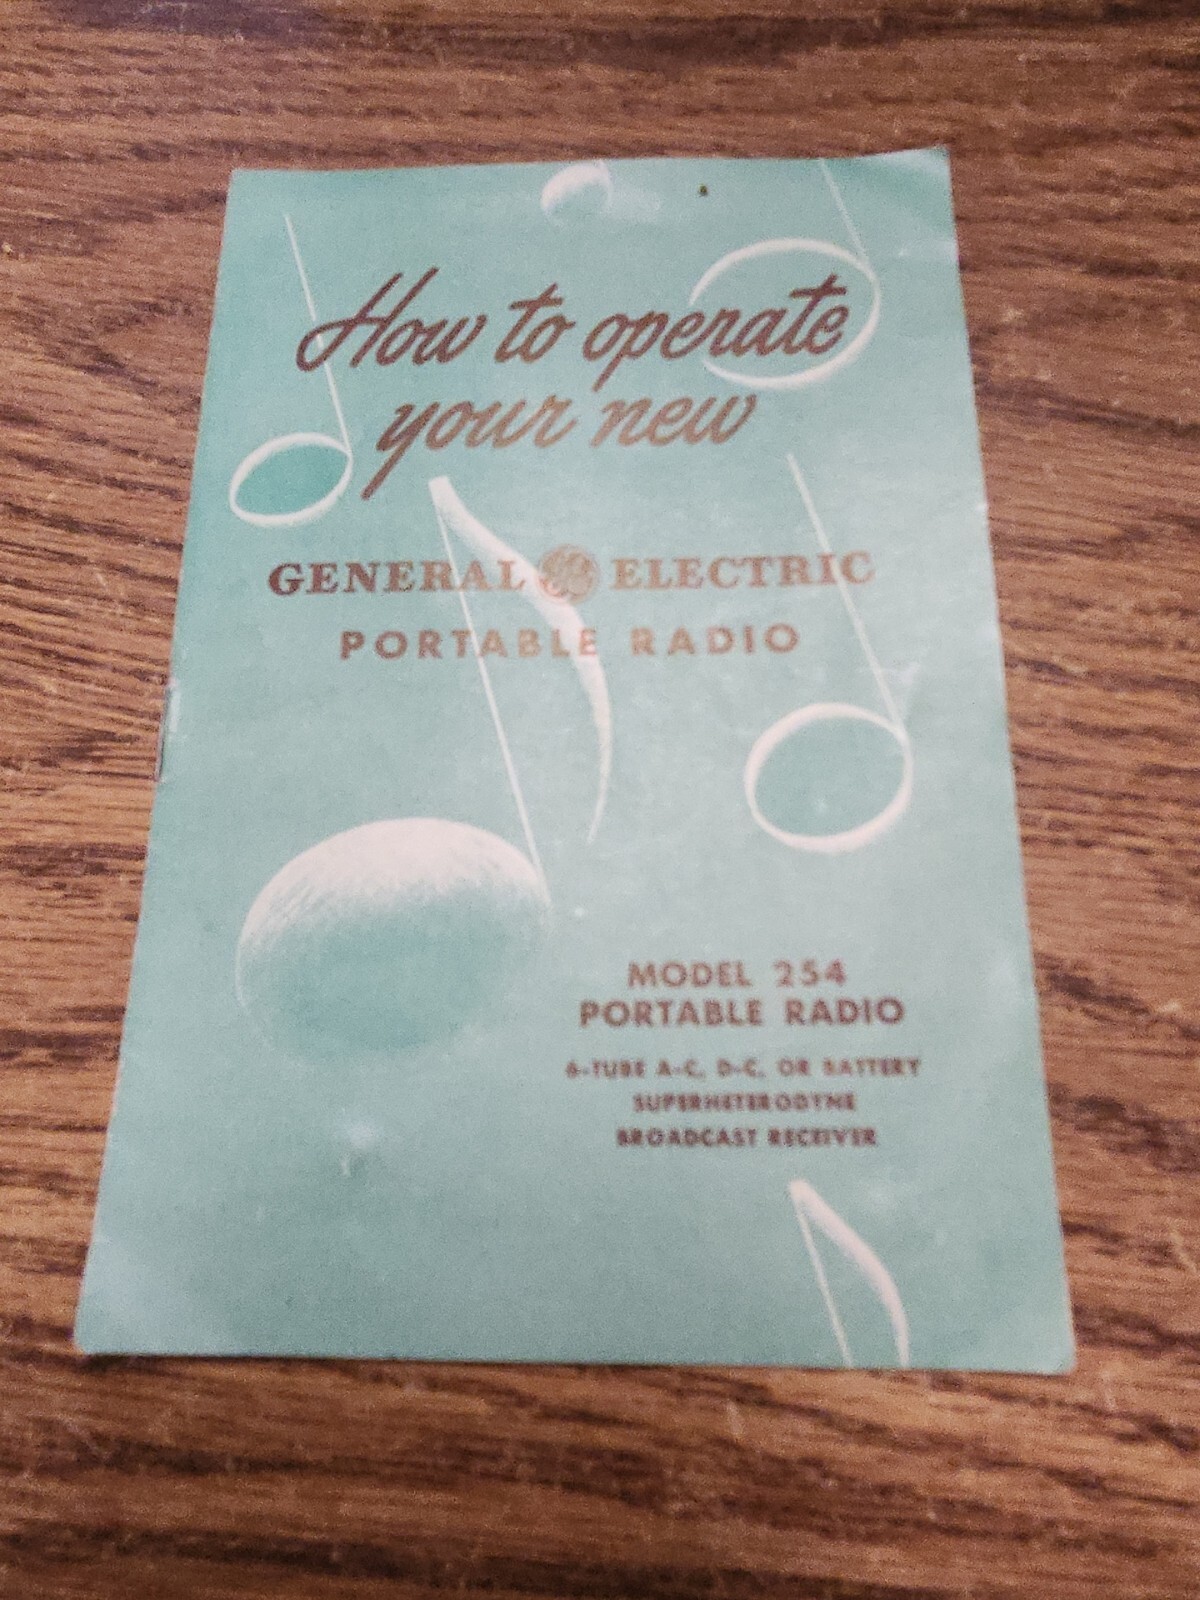 How to operate
your new
GENERAL GE ELECTRIC
PORTABLE RADIO
MODEL 254
PORTABLE RADIO
6-TUBE A-C, D-C, OR BATTERY
SUPERHETERODYNE
BROADCAST RECEIVER